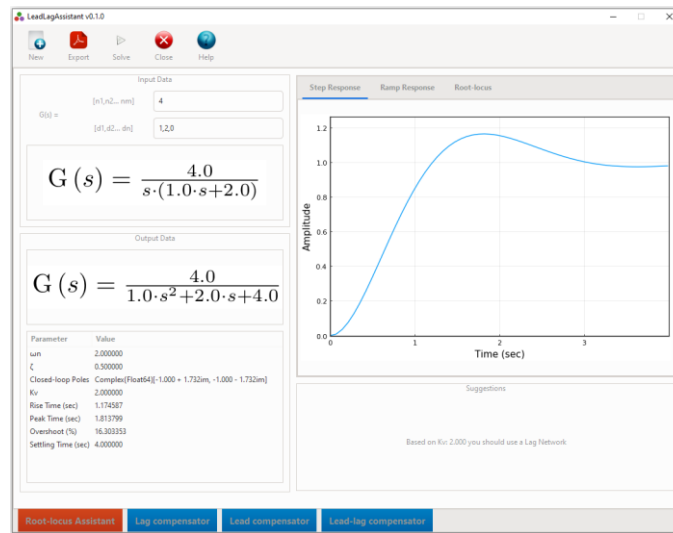 LeadLagAssistant v0.1.0
New Export Solve Close Help
Input Data
[n1,n2... nm] 4
G(s) =
[d1,d2... dn] 1,2,0
G (s) = 4.0 / s·(1.0·s+2.0)
Output Data
G (s) = 4.0 / 1.0·s²+2.0·s+4.0
Parameter Value
ωn 2.000000
ζ 0.500000
Closed-loop Poles Complex{Float64}[-1.000 + 1.732im, -1.000 - 1.732im]
Kv 2.000000
Rise Time (sec) 1.174587
Peak Time (sec) 1.813799
Overshoot (%) 16.303353
Settling Time (sec) 4.000000
Step Response Ramp Response Root-locus
1.2
1.0
0.8
0.6
0.4
0.2
0.0
Amplitude
0 1 2 3
Time (sec)
Suggestions
Based on Kv: 2.000 you should use a Lag Network
Root-locus Assistant Lag compensator Lead compensator Lead-lag compensator